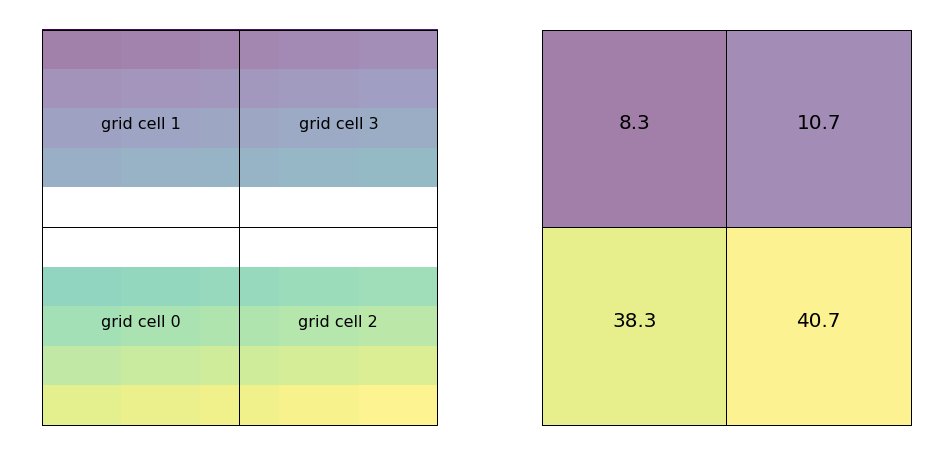 grid cell 1
grid cell 3
grid cell 0
grid cell 2
8.3
10.7
38.3
40.7